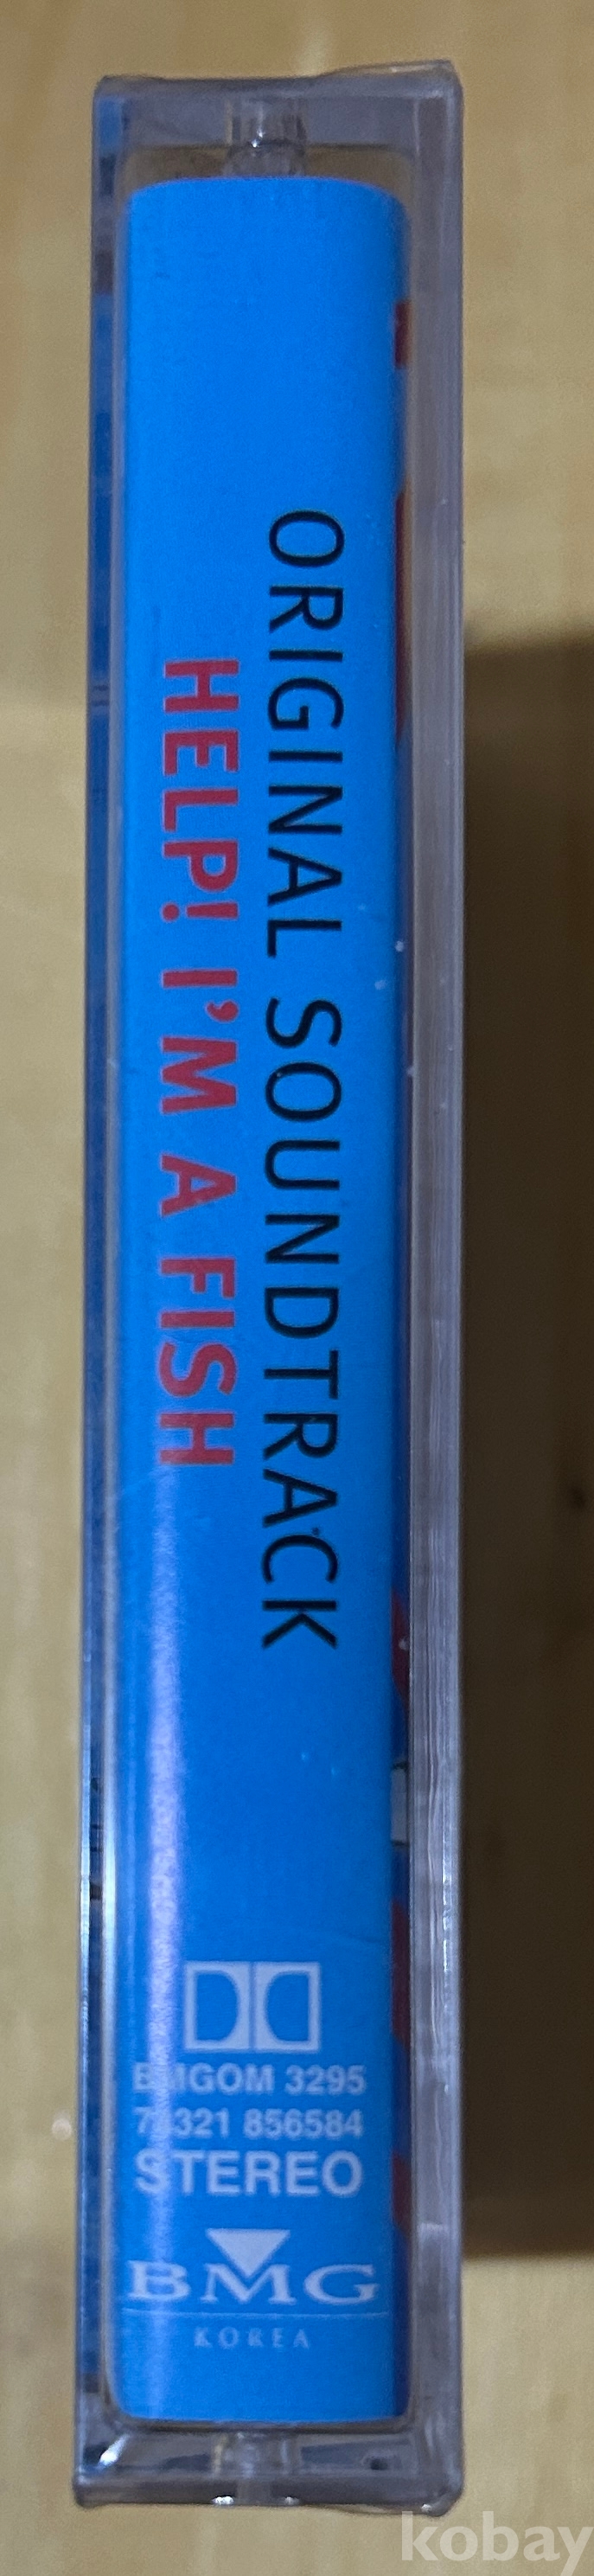 ORIGINAL SOUNDTRACK
HELP! I'M A FISH
BMGOM 3295
74321 856584
STEREO
BMG
KOREA
kobay